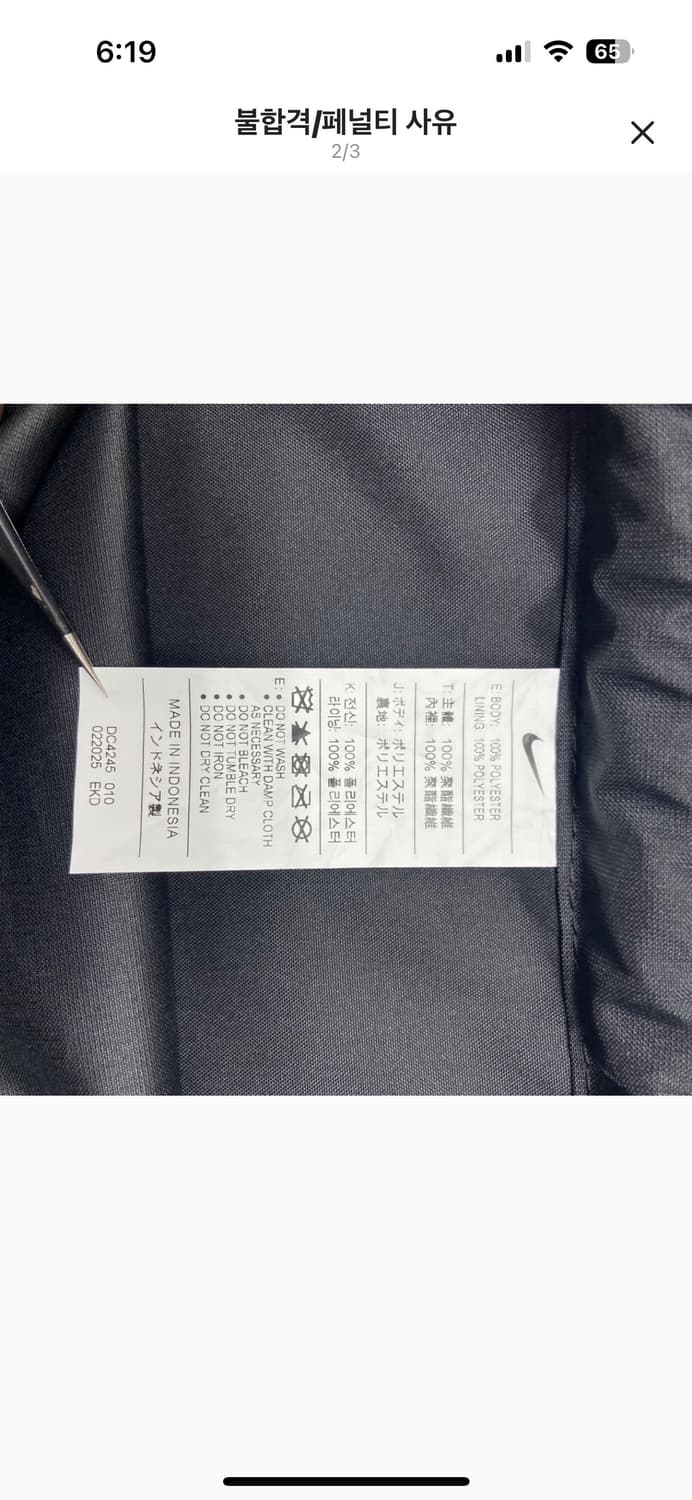 6:19
65
불합격/페널티 사유
2/3
E: BODY: 100% POLYESTER
LINING: 100% POLYESTER
T: 主體: 100% 聚酯纖維
內裡: 100% 聚酯纖維
J: ボディ: ポリエステル
裏地: ポリエステル
K: 전신: 100% 폴리에스터
라이닝: 100% 폴리에스터
E: • DO NOT WASH
• CLEAN WITH DAMP CLOTH
AS NECESSARY
• DO NOT BLEACH
• DO NOT TUMBLE DRY
• DO NOT IRON
• DO NOT DRY CLEAN
MADE IN INDONESIA
インドネシア製
DC4245 010
022025 EKD